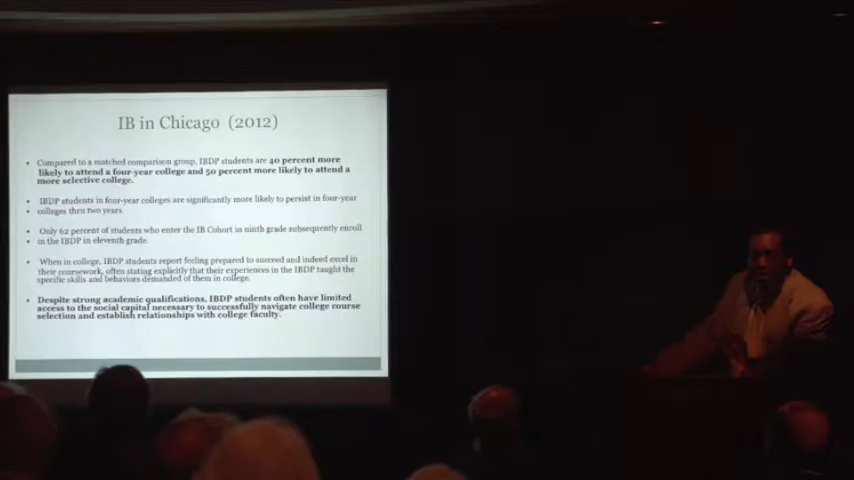 IB in Chicago (2012)
• Compared to a matched comparison group, IBDP students are 40 percent more
likely to attend a four-year college and 50 percent more likely to attend a
more selective college.
• IBDP students in four-year colleges are significantly more likely to persist in four-year
• colleges thru two years.
• Only 62 percent of students who enter the IB Cohort in ninth grade subsequently enroll
• in the IBDP in eleventh grade.
• When in college, IBDP students report feeling prepared to succeed and indeed excel in
their coursework, often stating explicitly that their experiences in the IBDP taught the
specific skills and behaviors demanded of them in college.
• Despite strong academic qualifications, IBDP students often have limited
access to the social capital necessary to successfully navigate college course
selection and establish relationships with college faculty.